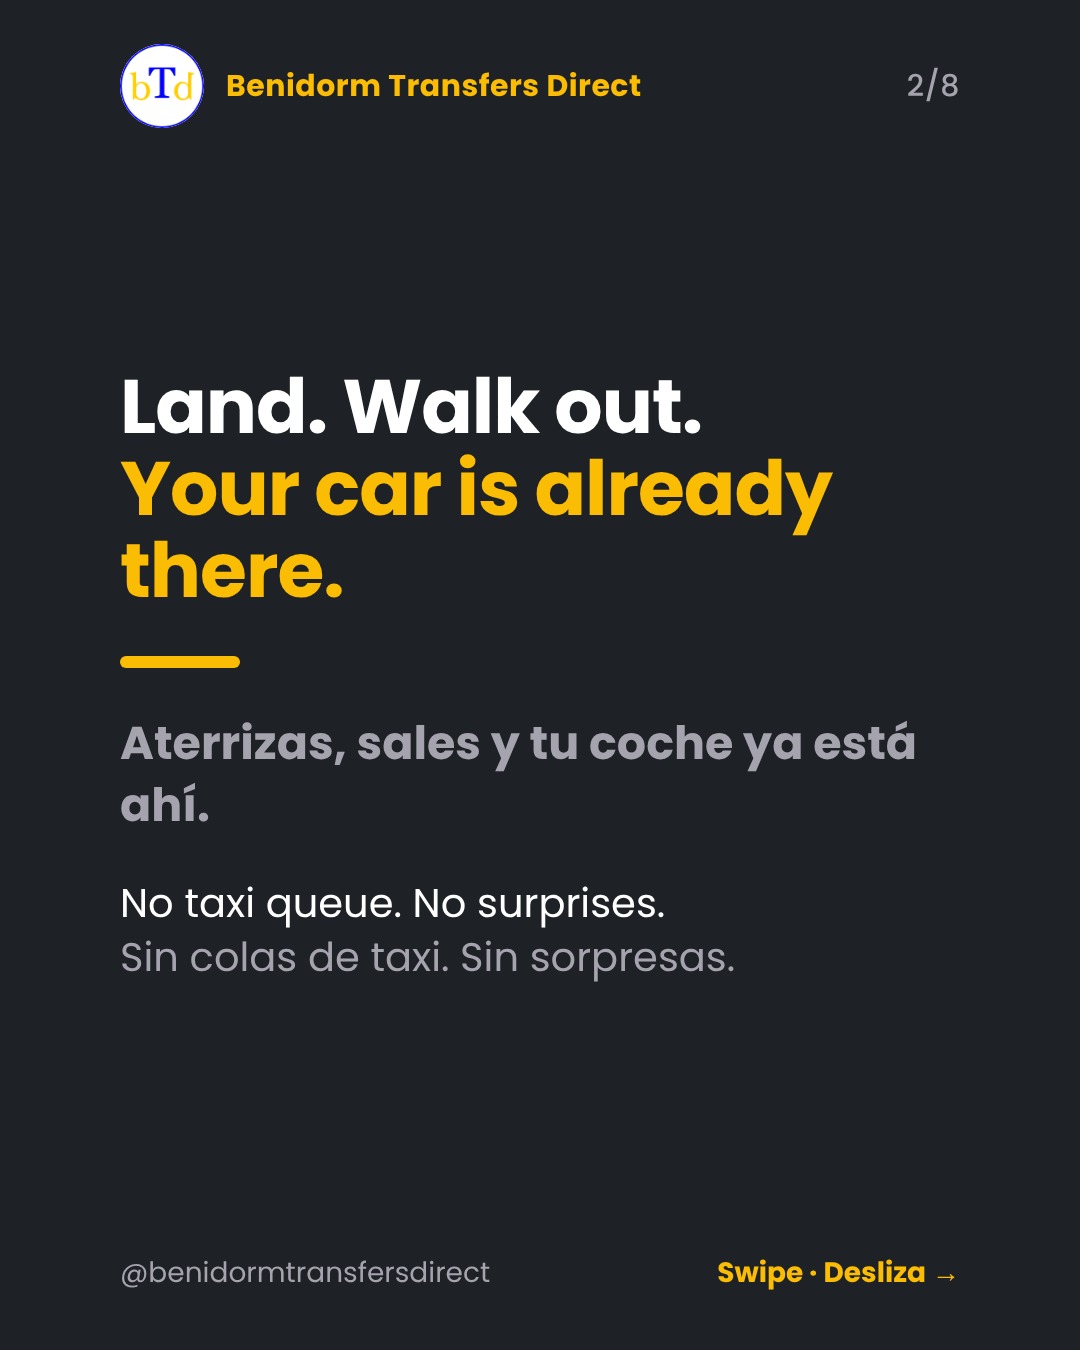 bTd
Benidorm Transfers Direct
2/8
Land. Walk out.
Your car is already
there.
Aterrizas, sales y tu coche ya está
ahí.
No taxi queue. No surprises.
Sin colas de taxi. Sin sorpresas.
@benidormtransfersdirect
Swipe · Desliza →